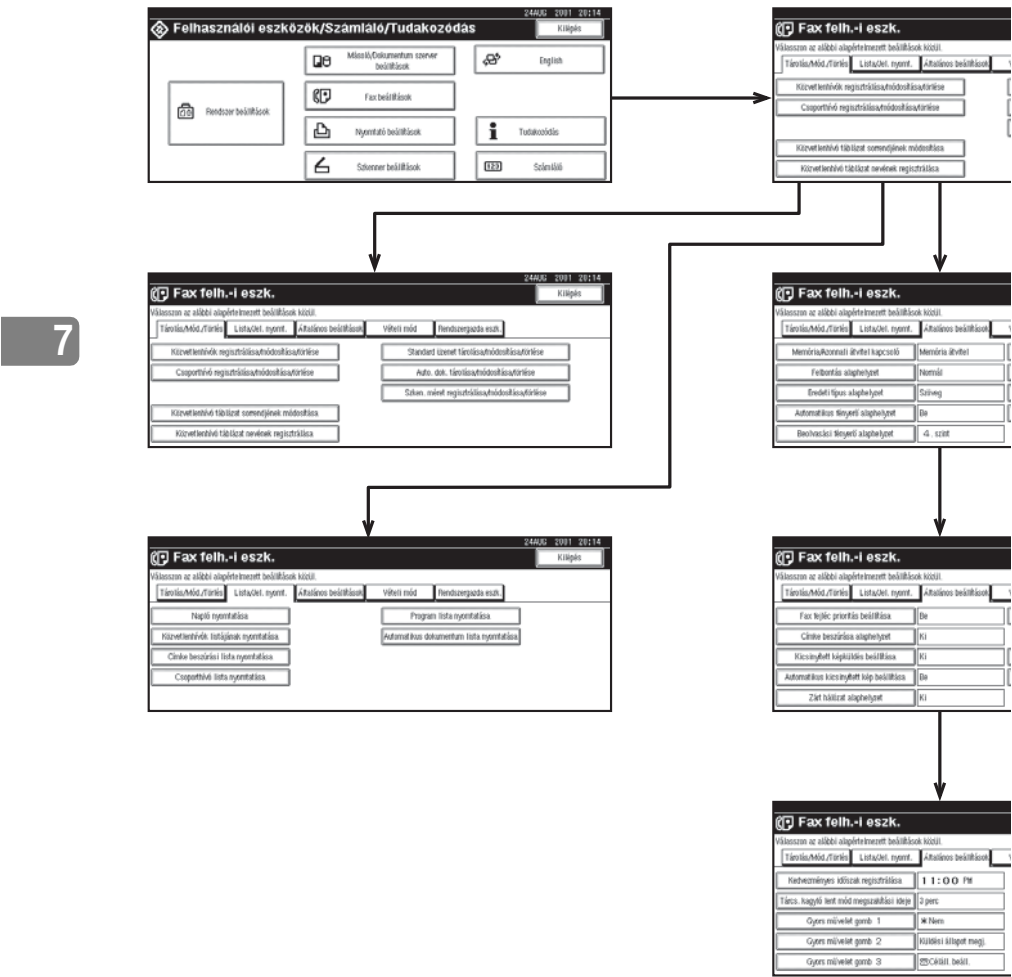 24AUG 2001 20:14
Felhasználói eszközök/Számláló/Tudakozódás
Kilépés
Rendszer beállítások
Másoló/Dokumentum szerver
beállítások
Fax beállítások
Nyomtató beállítások
Szkenner beállítások
English
Tudakozódás
Számláló
Fax felh.-i eszk.
Válasszon az alábbi alapértelmezett beállítások közül.
Tárolás/Mód./Törlés Lista/Jel. nyomt. Általános beállítások
Közvetlenhívók regisztrálása/módosítása/törlése
Csoporthívó regisztrálása/módosítása/törlése
Közvetlenhívó táblázat sorrendjének módosítása
Közvetlenhívó táblázat nevének regisztrálása
7
24AUG 2001 20:14
Fax felh.-i eszk.
Kilépés
Válasszon az alábbi alapértelmezett beállítások közül.
Tárolás/Mód./Törlés Lista/Jel. nyomt. Általános beállítások Vételi mód Rendszergazda eszk.
Közvetlenhívók regisztrálása/módosítása/törlése Standard üzenet tárolása/módosítása/törlése
Csoporthívó regisztrálása/módosítása/törlése Auto. dok. tárolása/módosítása/törlése
Szken. méret regisztrálása/módosítása/törlése
Közvetlenhívó táblázat sorrendjének módosítása
Közvetlenhívó táblázat nevének regisztrálása
Fax felh.-i eszk.
Válasszon az alábbi alapértelmezett beállítások közül.
Tárolás/Mód./Törlés Lista/Jel. nyomt. Általános beállítások
Memória/Azonnali átvitel kapcsoló Memória átvitel
Felbontás alaphelyzet Normál
Eredeti típus alaphelyzet Szöveg
Automatikus fényerő alaphelyzet Be
Beolvasási fényerő alaphelyzet 4. szint
24AUG 2001 20:14
Fax felh.-i eszk.
Kilépés
Válasszon az alábbi alapértelmezett beállítások közül.
Tárolás/Mód./Törlés Lista/Jel. nyomt. Általános beállítások Vételi mód Rendszergazda eszk.
Napló nyomtatása Program lista nyomtatása
Közvetlenhívók listájának nyomtatása Automatikus dokumentum lista nyomtatása
Címke beszúrási lista nyomtatása
Csoporthívó lista nyomtatása
Fax felh.-i eszk.
Válasszon az alábbi alapértelmezett beállítások közül.
Tárolás/Mód./Törlés Lista/Jel. nyomt. Általános beállítások
Fax fejléc prioritás beállítása Be
Címke beszúrása alaphelyzet Ki
Kicsinyített képküldés beállítása Ki
Automatikus kicsinyített kép beállítása Be
Zárt hálózat alaphelyzet Ki
Fax felh.-i eszk.
Válasszon az alábbi alapértelmezett beállítások közül.
Tárolás/Mód./Törlés Lista/Jel. nyomt. Általános beállítások
Kedvezményes időszak regisztrálása 11:00 PM
Tárcs. kagyló lent mód megszakítási ideje 3 perc
Gyors művelet gomb 1 ✱Nem
Gyors művelet gomb 2 Küldési állapot megj.
Gyors művelet gomb 3 Céláll. beáll.